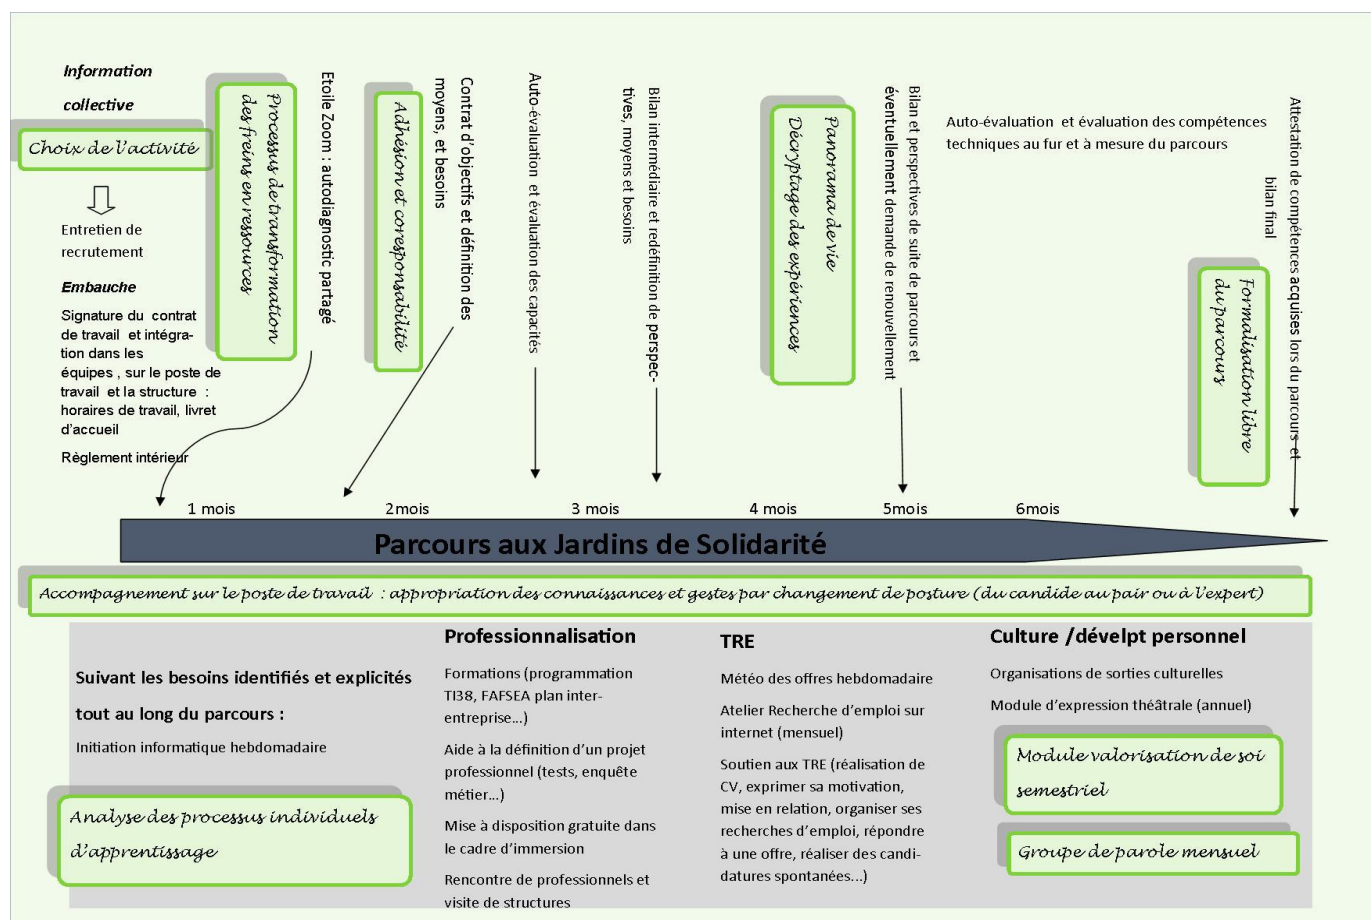 Information
collective
Choix de l'activité
Entretien de
recrutement
Embauche
Signature du contrat
de travail et intégra-
tion dans les
équipes , sur le poste de
travail et la structure :
horaires de travail, livret
d'accueil
Règlement intérieur
Processus de transformation
des freins en ressources
Etoile Zoom : autodiagnostic partagé
Adhésion et coresponsabilité
Contrat d'objectifs et définition des
moyens, et besoins
Auto-évaluation et évaluation des capacités
Bilan intermédiaire et redéfinition de perspec-
tives, moyens et besoins
Panorama de vie
Décryptage des expériences
Bilan et perspectives de suite de parcours et
éventuellement demande de renouvellement
Auto-évaluation et évaluation des compétences
techniques au fur et à mesure du parcours
Attestation de compétences acquises lors du parcours et
bilan final
Formalisation libre
du parcours
1 mois
2mois
3 mois
4 mois
5mois
6mois
Parcours aux Jardins de Solidarité
Accompagnement sur le poste de travail : appropriation des connaissances et gestes par changement de posture (du candide au pair ou à l'expert)
Suivant les besoins identifiés et explicités
tout au long du parcours :
Initiation informatique hebdomadaire
Analyse des processus individuels
d'apprentissage
Professionnalisation
Formations (programmation
TI38, FAFSEA plan inter-
entreprise...)
Aide à la définition d'un projet
professionnel (tests, enquête
métier...)
Mise à disposition gratuite dans
le cadre d'immersion
Rencontre de professionnels et
visite de structures
TRE
Météo des offres hebdomadaire
Atelier Recherche d'emploi sur
internet (mensuel)
Soutien aux TRE (réalisation de
CV, exprimer sa motivation,
mise en relation, organiser ses
recherches d'emploi, répondre
à une offre, réaliser des candi-
datures spontanées...)
Culture /dévelpt personnel
Organisations de sorties culturelles
Module d'expression théâtrale (annuel)
Module valorisation de soi
semestriel
Groupe de parole mensuel